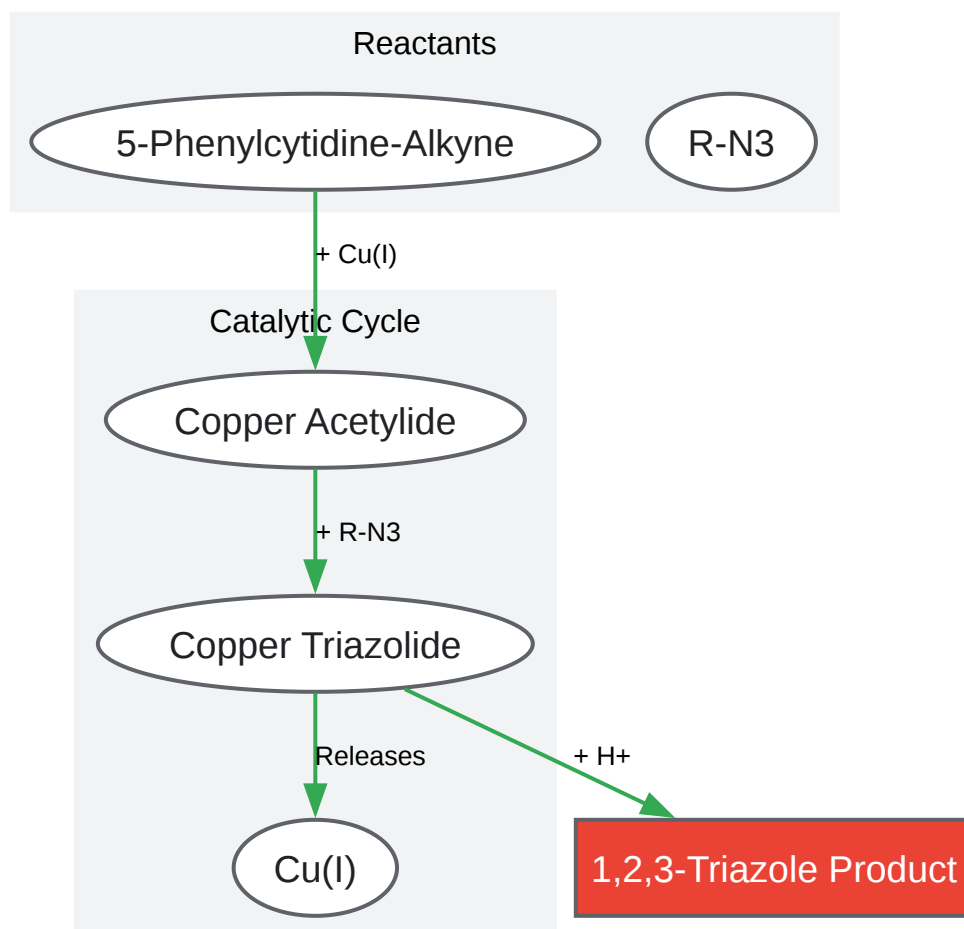 Reactants
5-Phenylcytidine-Alkyne
R-N3
+ Cu(I)
Catalytic Cycle
Copper Acetylide
+ R-N3
Copper Triazolide
Releases
+ H+
Cu(I)
1,2,3-Triazole Product